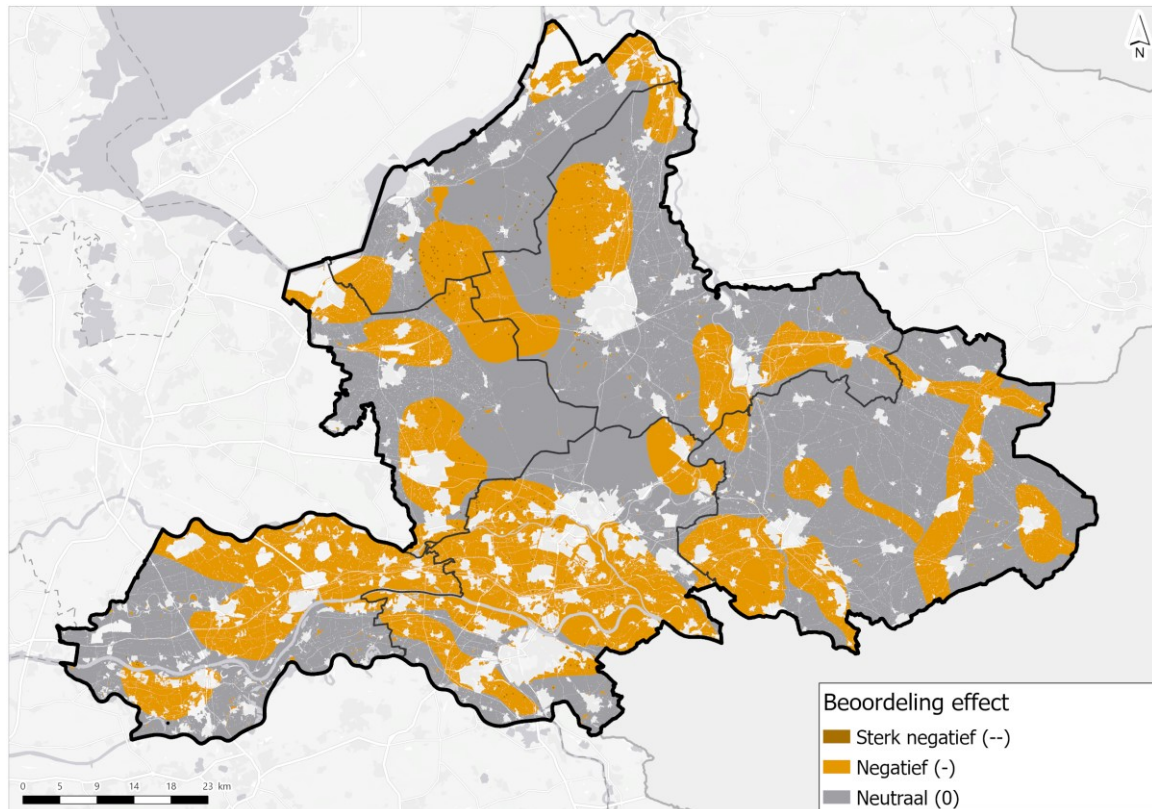 N
Beoordeling effect
Sterk negatief (--)
Negatief (-)
Neutraal (0)
0 5 9 14 18 23 km